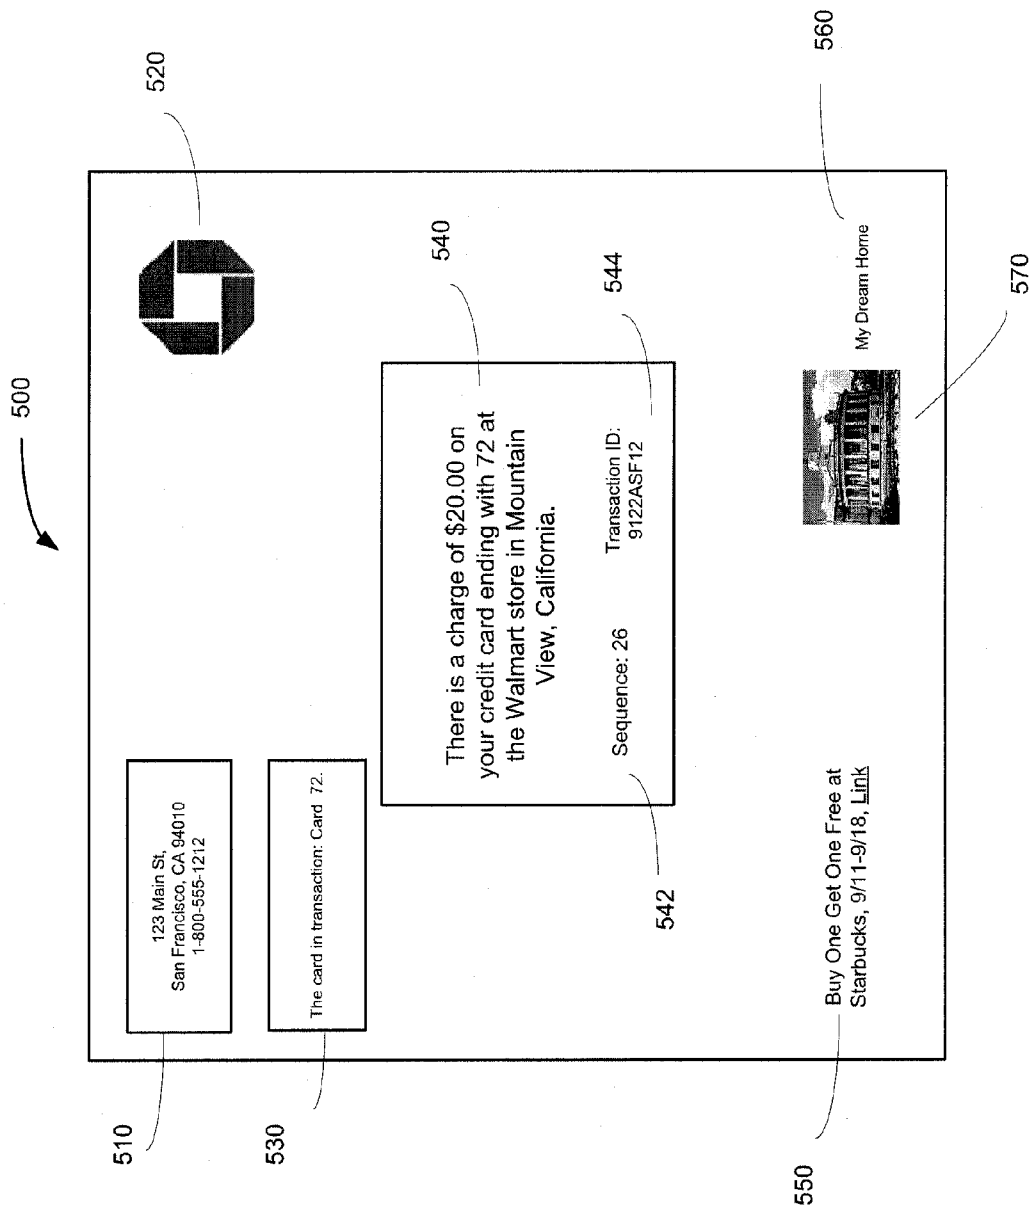 500
510
123 Main St,
San Francisco, CA 94010
1-800-555-1212
520
530
The card in transaction: Card 72.
540
There is a charge of $20.00 on
your credit card ending with 72 at
the Walmart store in Mountain
View, California.
Sequence: 26
Transaction ID:
9122ASF12
542
544
550
Buy One Get One Free at
Starbucks, 9/11-9/18, Link
My Dream Home
560
570